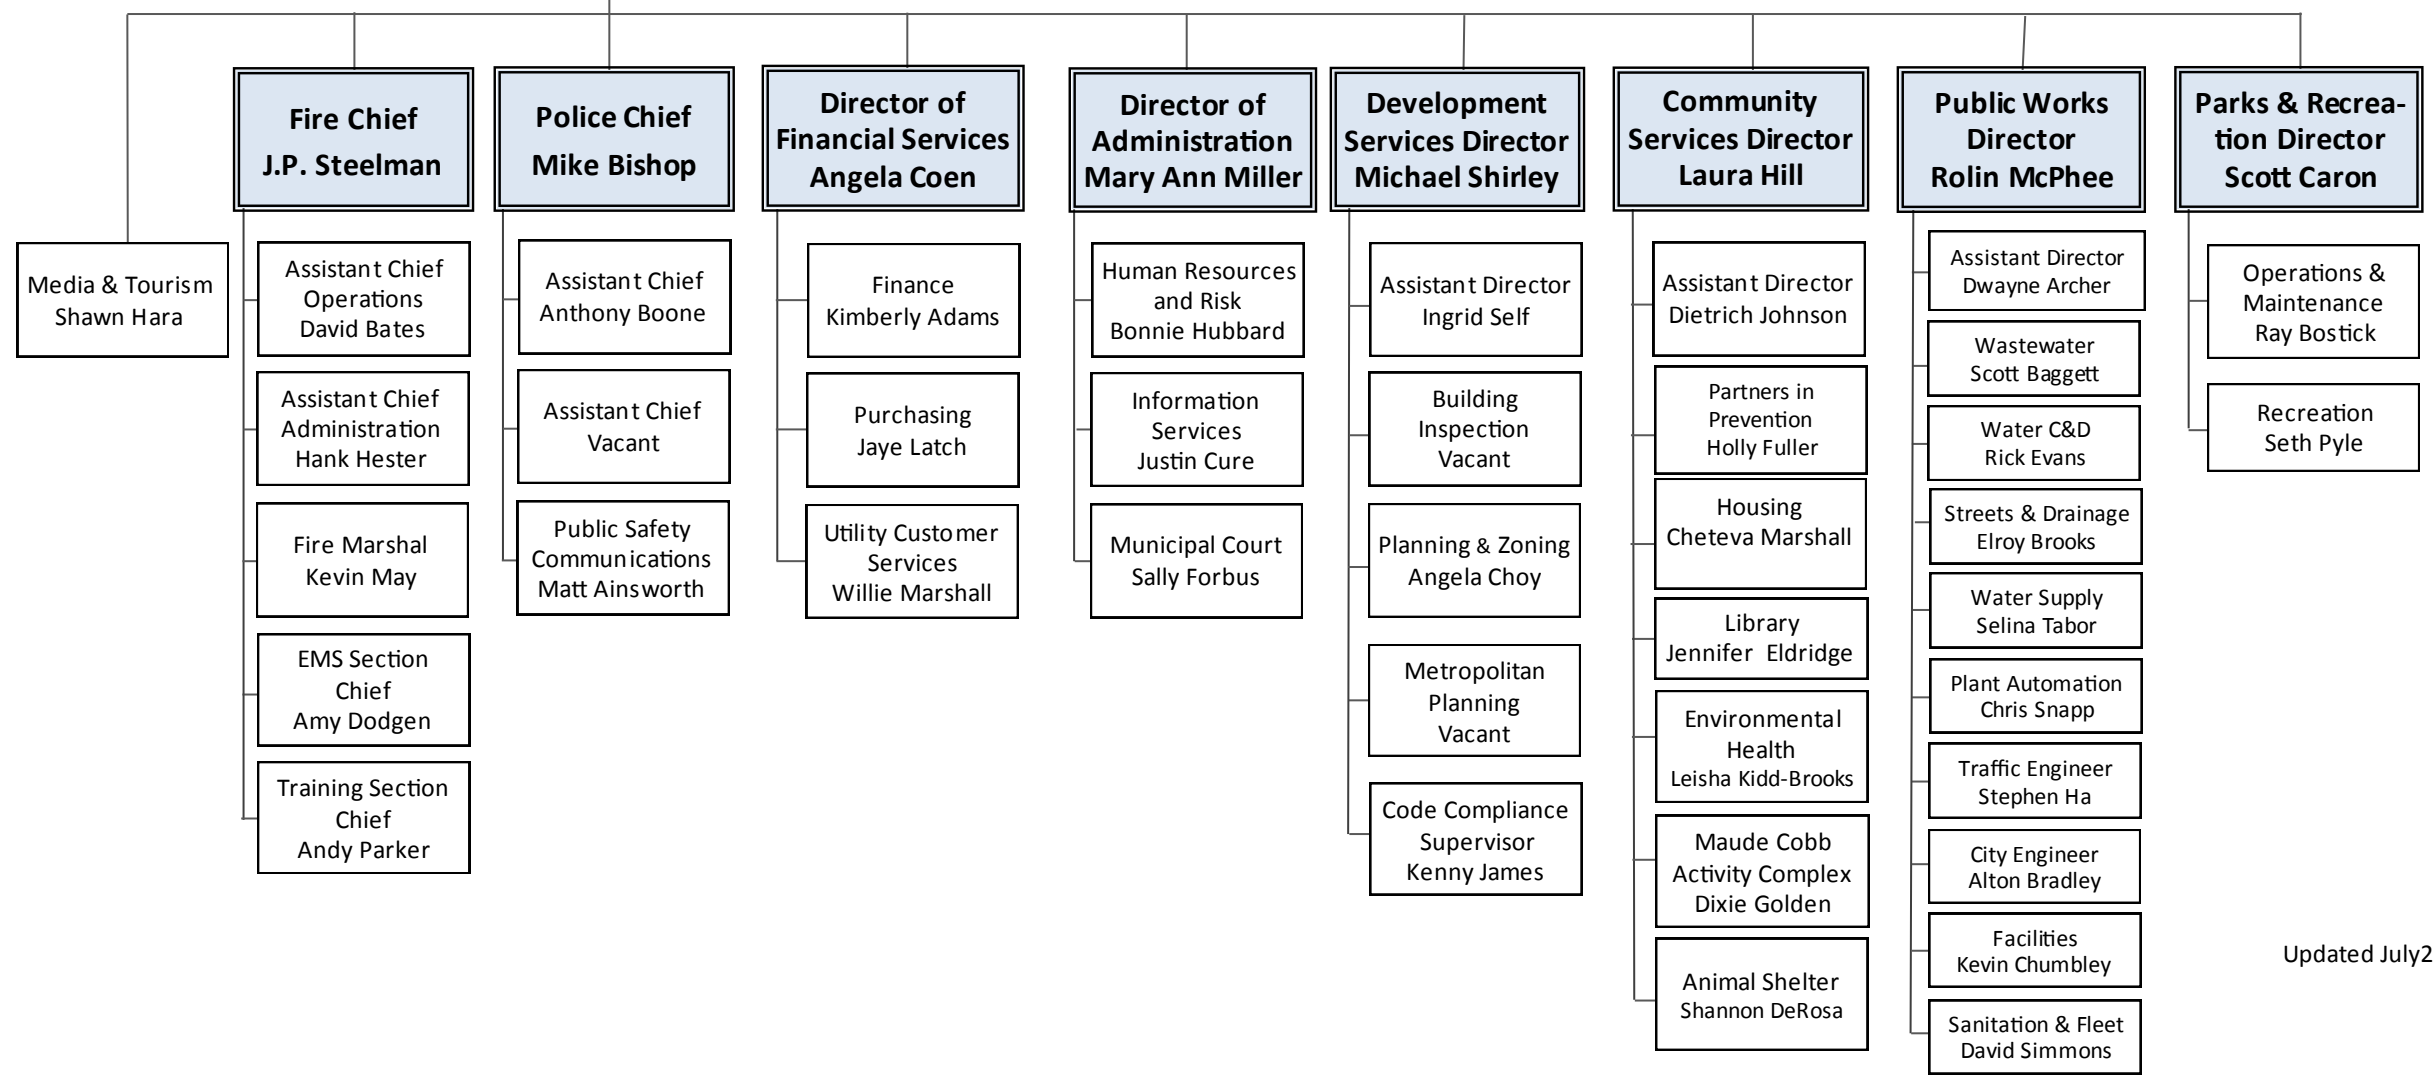 Media & Tourism
Shawn Hara
Fire Chief
J.P. Steelman
Assistant Chief
Operations
David Bates
Assistant Chief
Administration
Hank Hester
Fire Marshal
Kevin May
EMS Section
Chief
Amy Dodgen
Training Section
Chief
Andy Parker
Police Chief
Mike Bishop
Assistant Chief
Anthony Boone
Assistant Chief
Vacant
Public Safety
Communications
Matt Ainsworth
Director of
Financial Services
Angela Coen
Finance
Kimberly Adams
Purchasing
Jaye Latch
Utility Customer
Services
Willie Marshall
Director of
Administration
Mary Ann Miller
Human Resources
and Risk
Bonnie Hubbard
Information
Services
Justin Cure
Municipal Court
Sally Forbus
Development
Services Director
Michael Shirley
Assistant Director
Ingrid Self
Building
Inspection
Vacant
Planning & Zoning
Angela Choy
Metropolitan
Planning
Vacant
Code Compliance
Supervisor
Kenny James
Community
Services Director
Laura Hill
Assistant Director
Dietrich Johnson
Partners in
Prevention
Holly Fuller
Housing
Cheteva Marshall
Library
Jennifer Eldridge
Environmental
Health
Leisha Kidd-Brooks
Maude Cobb
Activity Complex
Dixie Golden
Animal Shelter
Shannon DeRosa
Public Works
Director
Rolin McPhee
Assistant Director
Dwayne Archer
Wastewater
Scott Baggett
Water C&D
Rick Evans
Streets & Drainage
Elroy Brooks
Water Supply
Selina Tabor
Plant Automation
Chris Snapp
Traffic Engineer
Stephen Ha
City Engineer
Alton Bradley
Facilities
Kevin Chumbley
Sanitation & Fleet
David Simmons
Parks & Recrea-
tion Director
Scott Caron
Operations &
Maintenance
Ray Bostick
Recreation
Seth Pyle
Updated July2